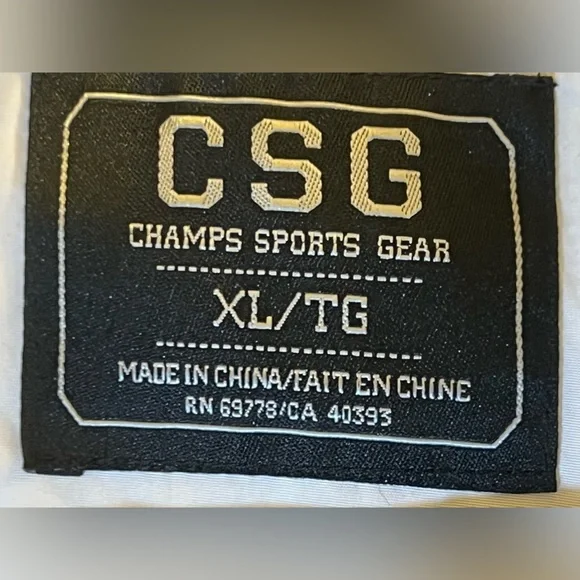 CSG
CHAMPS SPORTS GEAR
XL/TG
MADE IN CHINA/FAIT EN CHINE
RN 69778/CA 40393